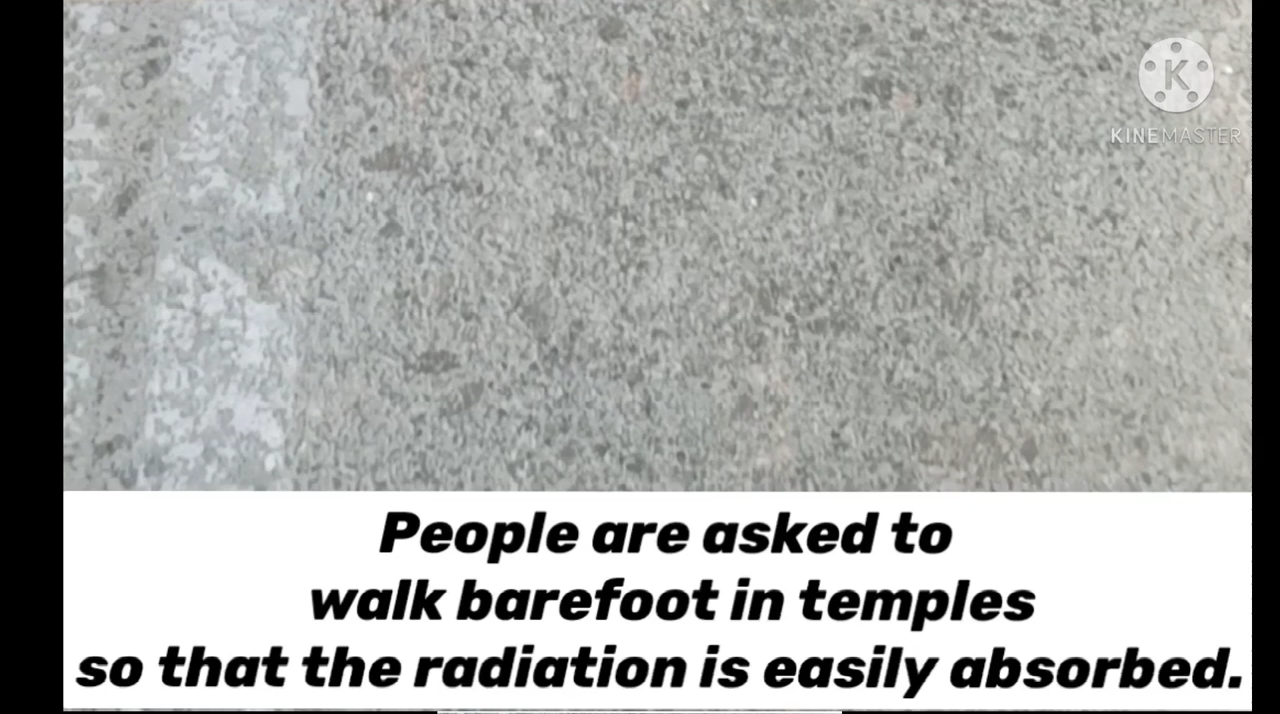 K
KINEMASTER
People are asked to
walk barefoot in temples
so that the radiation is easily absorbed.